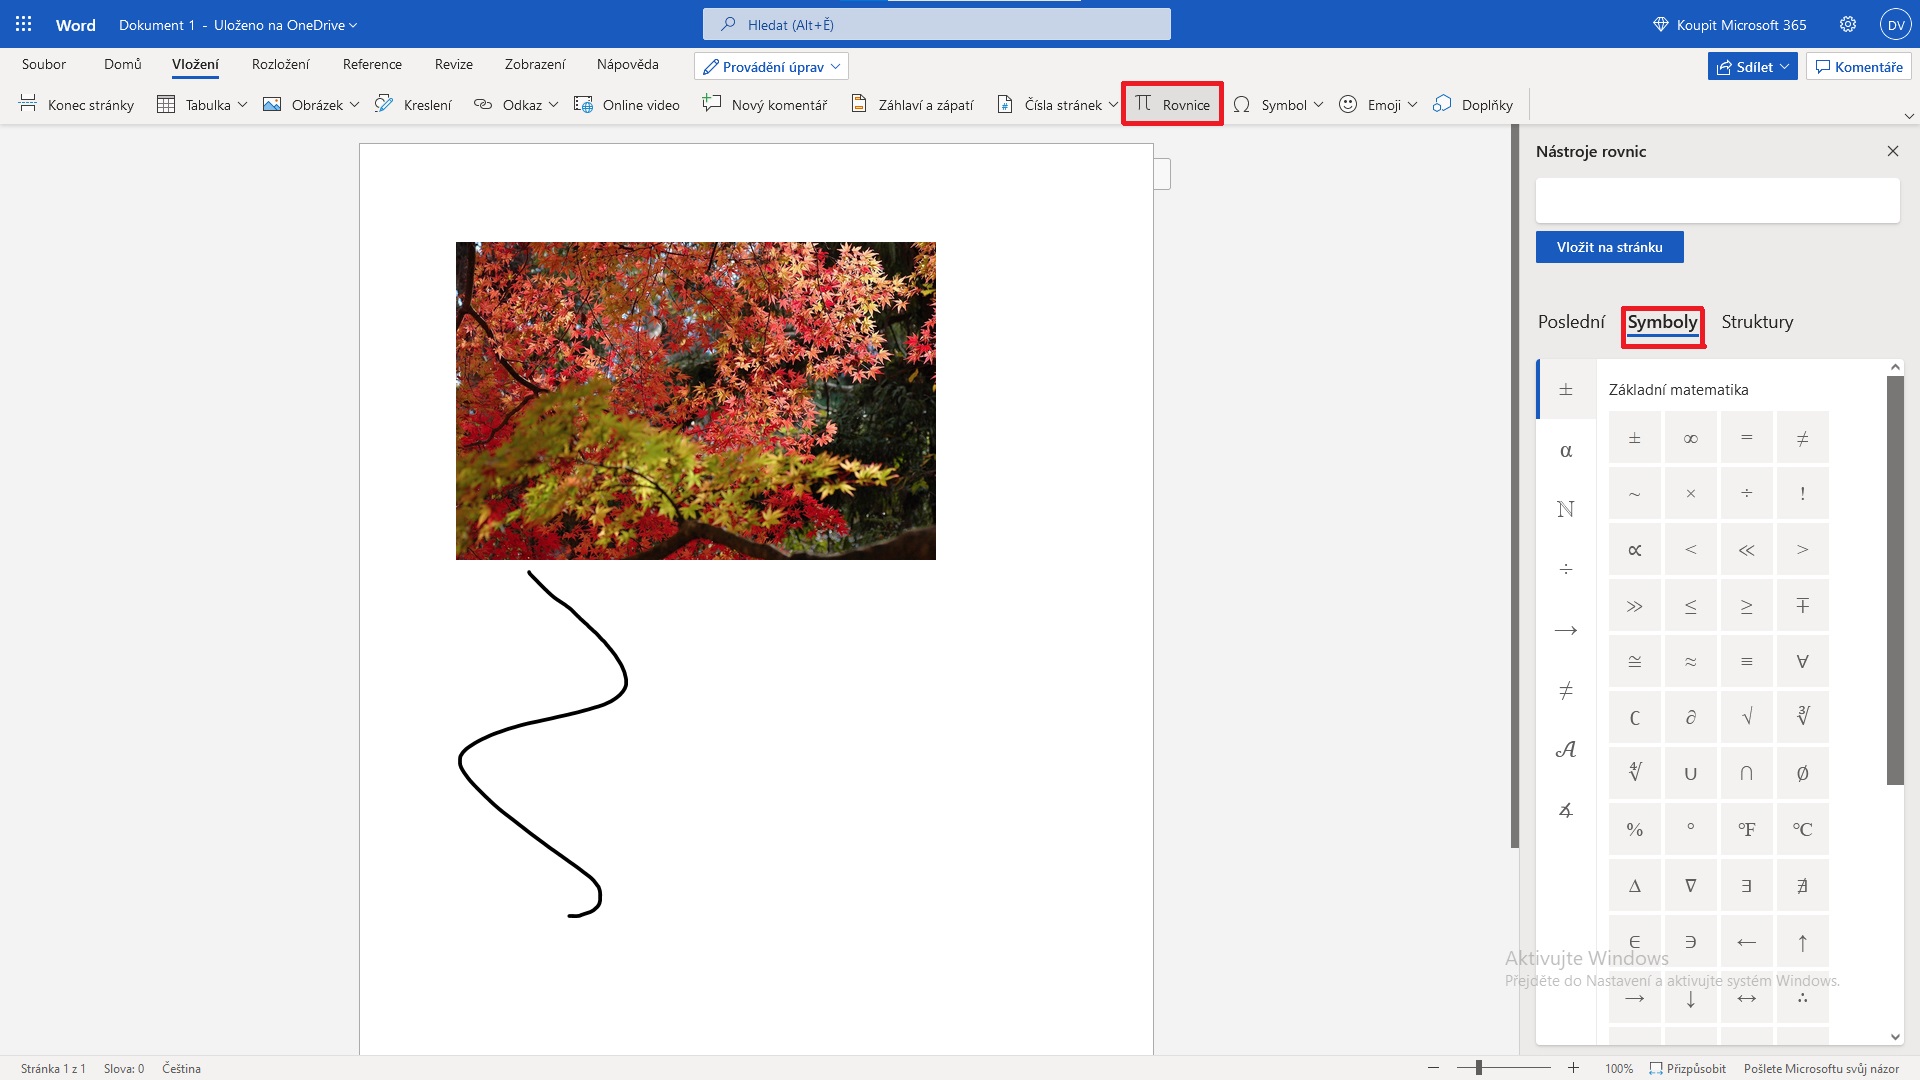 Word Dokument 1 - Uloženo na OneDrive
Hledat (Alt+Ě)
Koupit Microsoft 365
DV
Soubor Domů Vložení Rozložení Reference Revize Zobrazení Nápověda Provádění úprav
Sdílet Komentáře
Konec stránky Tabulka Obrázek Kreslení Odkaz Online video Nový komentář Záhlaví a zápatí Čísla stránek Rovnice Symbol Emoji Doplňky
Nástroje rovnic
Vložit na stránku
Poslední Symboly Struktury
Základní matematika
±
α
ℕ
÷
→
≠
𝒜
∡
± ∞ = ≠
~ × ÷ !
∝ < ≪ >
≫ ≤ ≥ ∓
≅ ≈ ≡ ∀
∁ ∂ √ ∛
∜ ∪ ∩ ∅
% ° ℉ ℃
∆ ∇ ∃ ∄
∈ ∋ ← ↑
→ ↓ ↔ ∴
Aktivujte Windows
Přejděte do Nastavení a aktivujte systém Windows.
Stránka 1 z 1 Slova: 0 Čeština
100% Přizpůsobit Pošlete Microsoftu svůj názor